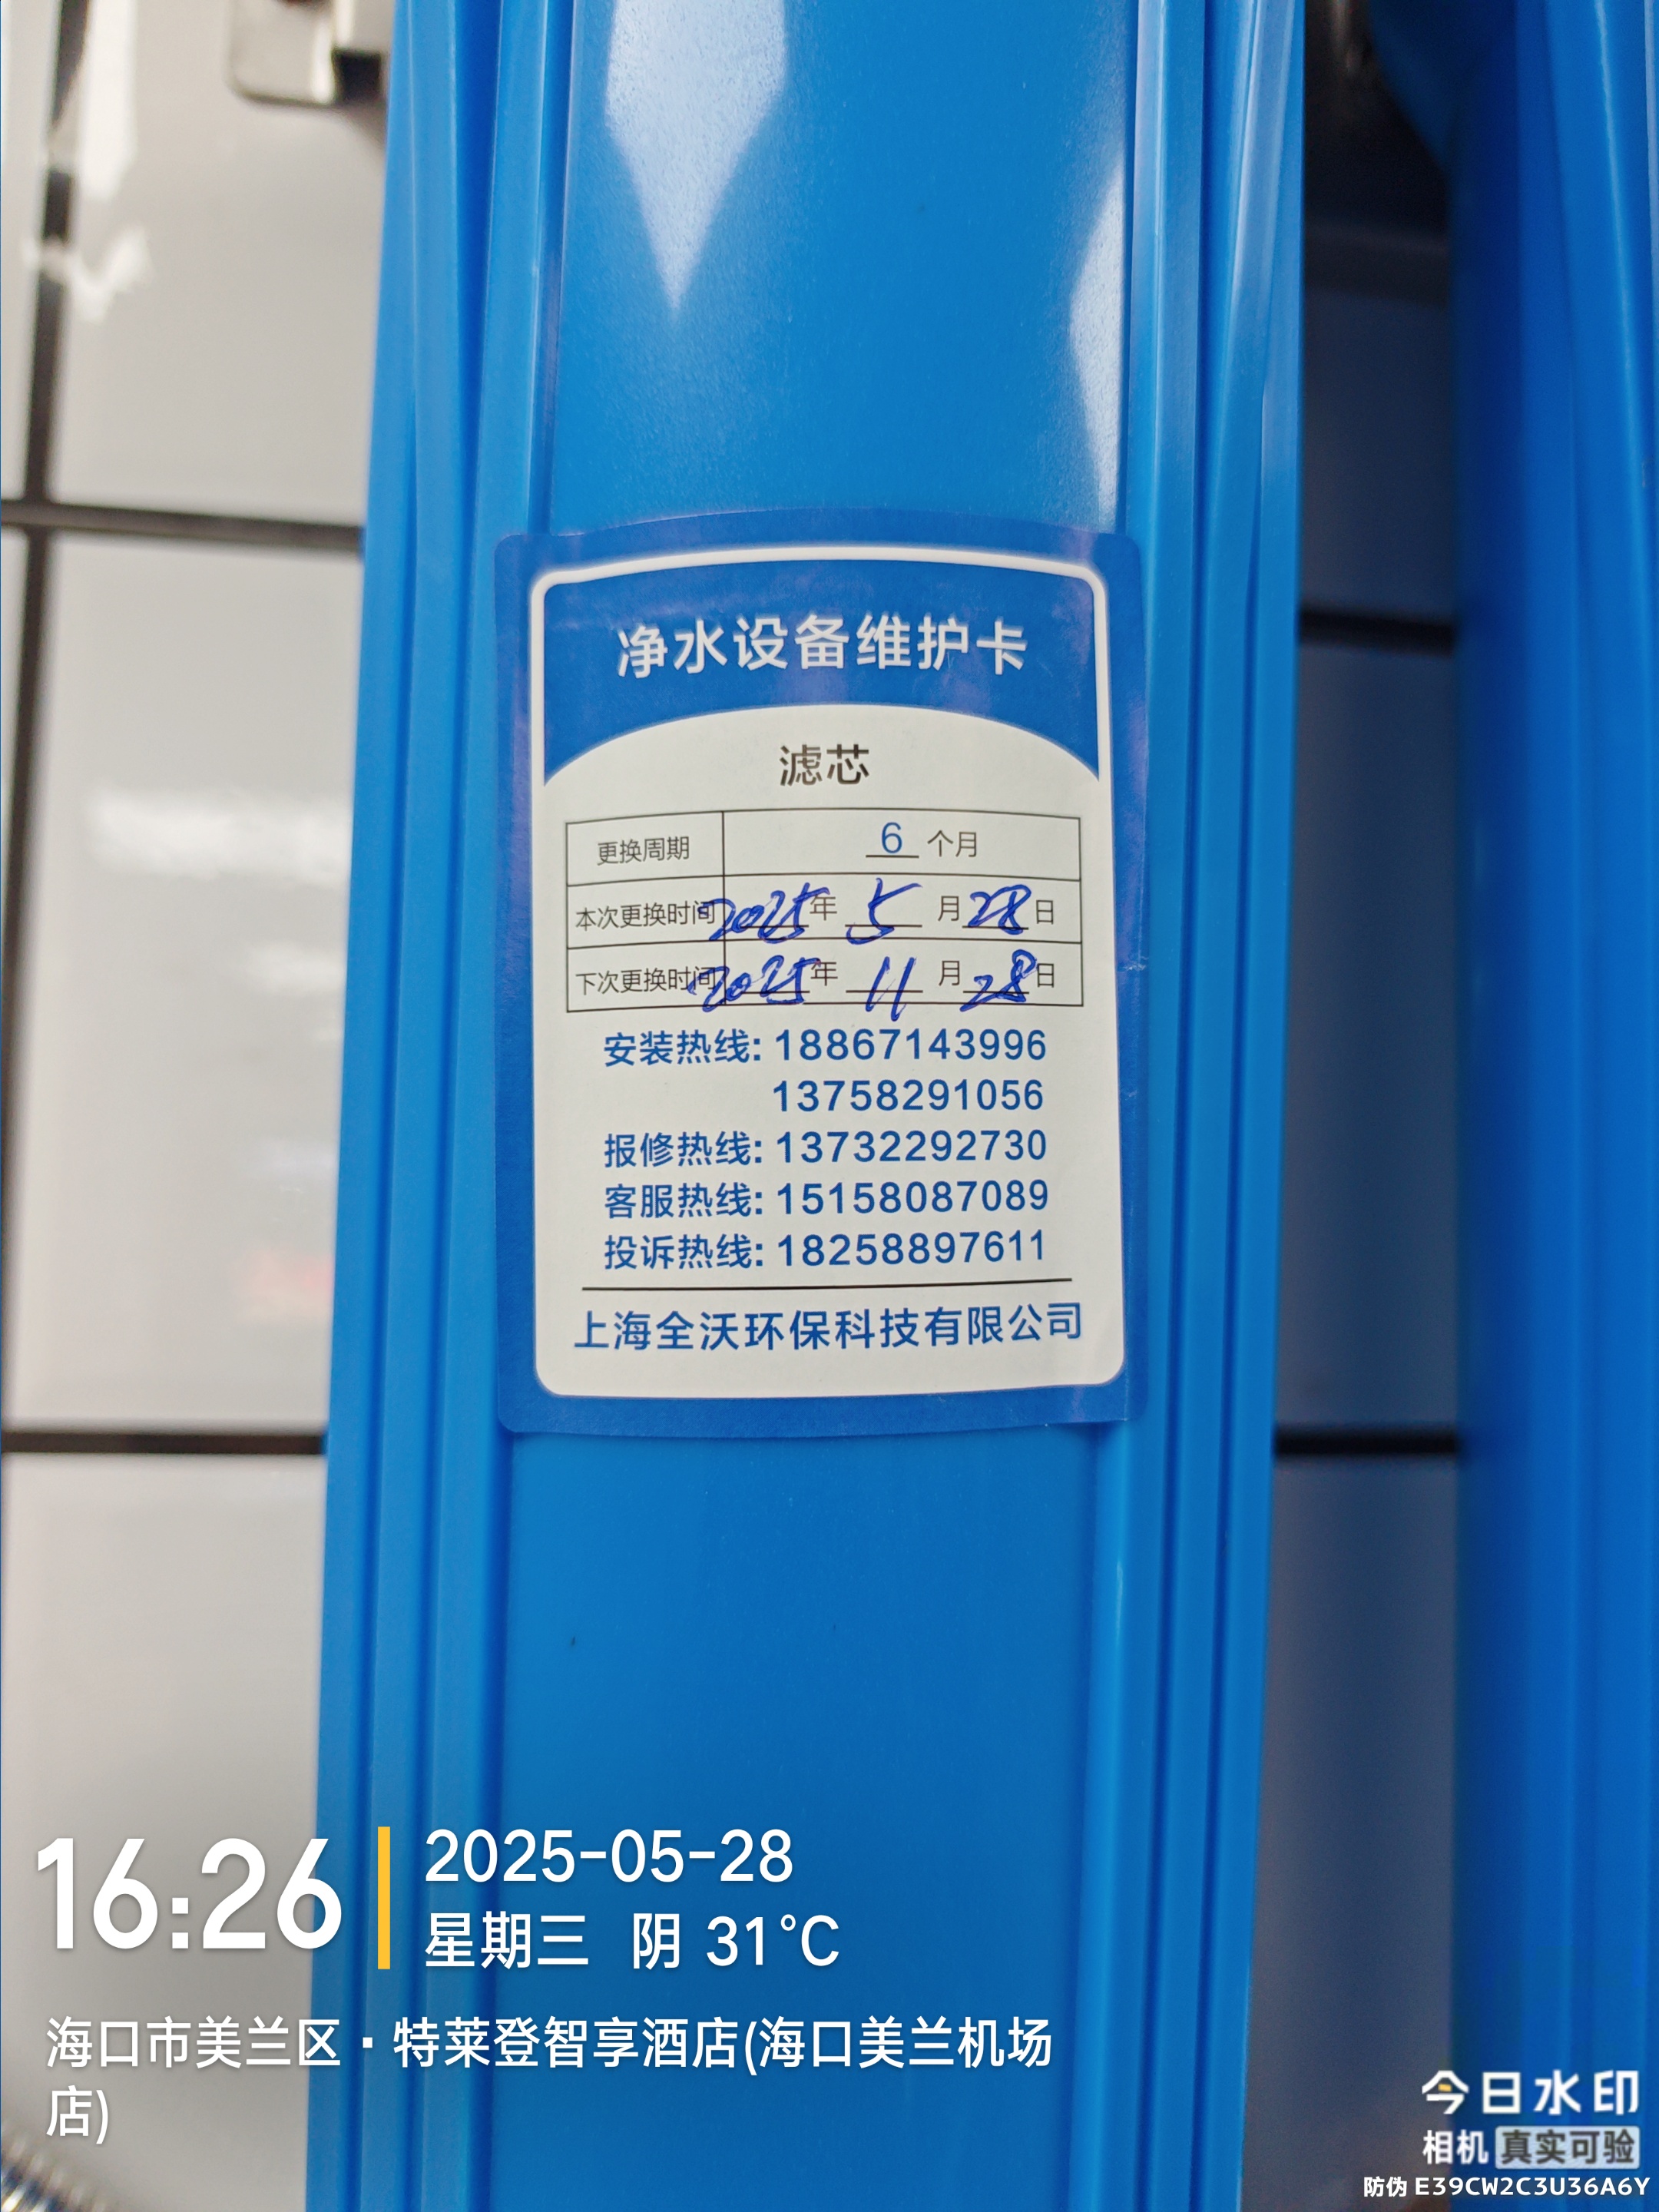 净水设备维护卡
滤芯
更换周期 6 个月
本次更换时间 2025 年 5 月 28 日
下次更换时间 2025 年 11 月 28 日
安装热线: 18867143996
13758291056
报修热线: 13732292730
客服热线: 15158087089
投诉热线: 18258897611
上海全沃环保科技有限公司
16:26
2025-05-28
星期三 阴 31°C
海口市美兰区·特莱登智享酒店(海口美兰机场
店)
今日水印
相机 真实可验
防伪 E39CW2C3U36A6Y